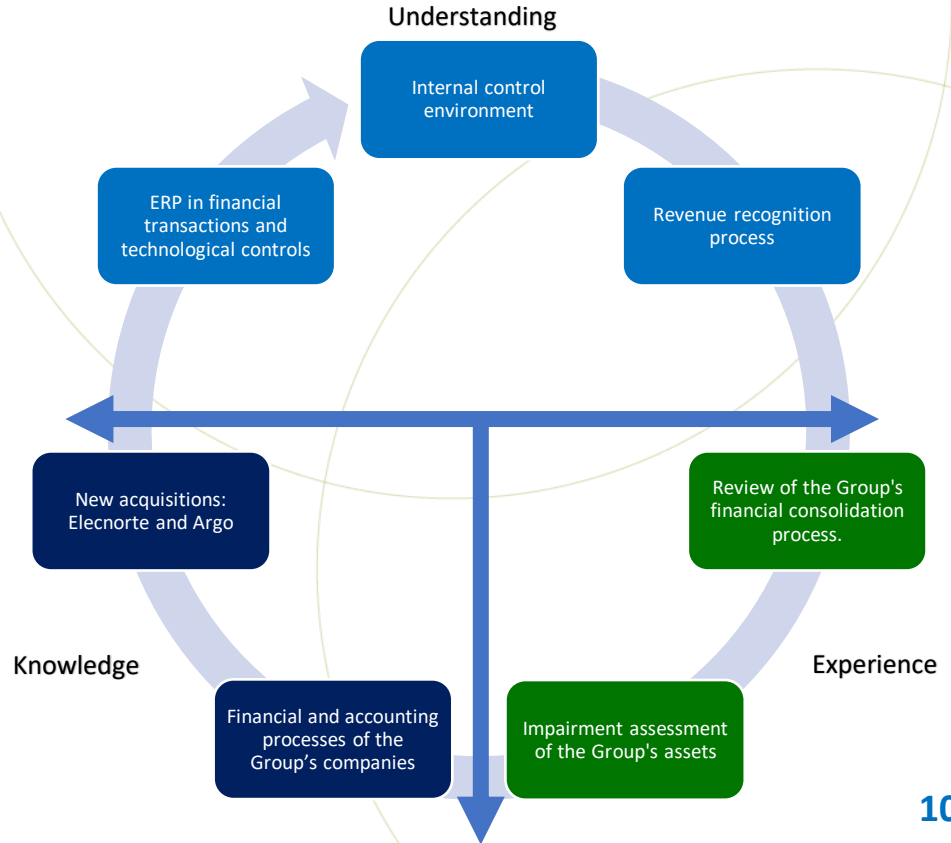 Understanding
Internal control
environment
ERP in financial
transactions and
technological controls
Revenue recognition
process
New acquisitions:
Elecnorte and Argo
Review of the Group's
financial consolidation
process.
Knowledge
Experience
Financial and accounting
processes of the
Group’s companies
Impairment assessment
of the Group's assets
10